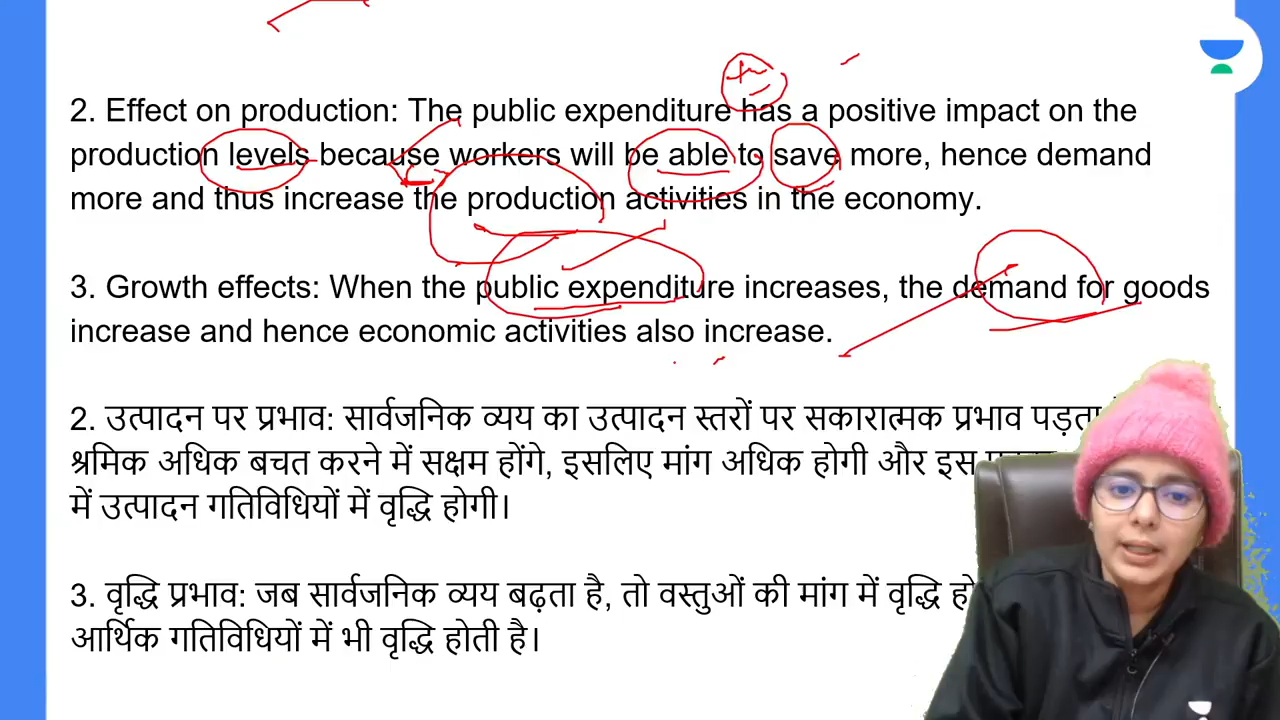 +ve
2. Effect on production: The public expenditure has a positive impact on the
production levels because workers will be able to save more, hence demand
more and thus increase the production activities in the economy.
3. Growth effects: When the public expenditure increases, the demand for goods
increase and hence economic activities also increase.
2. उत्पादन पर प्रभाव: सार्वजनिक व्यय का उत्पादन स्तरों पर सकारात्मक प्रभाव पड़ता
श्रमिक अधिक बचत करने में सक्षम होंगे, इसलिए मांग अधिक होगी और इस
में उत्पादन गतिविधियों में वृद्धि होगी।
3. वृद्धि प्रभाव: जब सार्वजनिक व्यय बढ़ता है, तो वस्तुओं की मांग में वृद्धि
आर्थिक गतिविधियों में भी वृद्धि होती है।